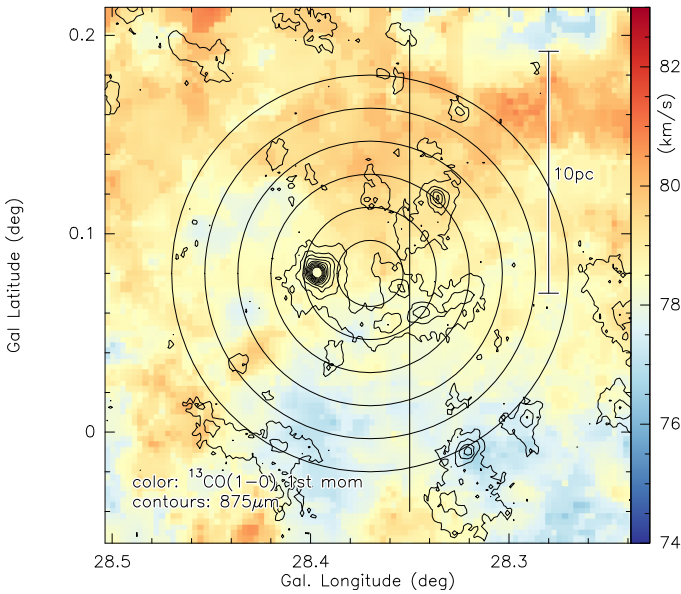 0.2
0.1
0
Gal. Latitude (deg)
10pc
color: ¹³CO(1−0) 1st mom
contours: 875μm
28.5
28.4
28.3
Gal. Longitude (deg)
82
80
78
76
74
(km/s)